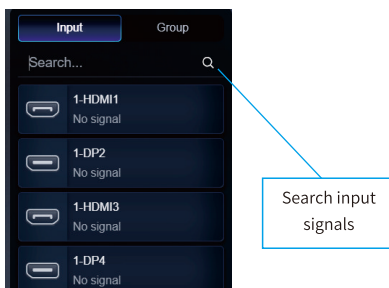 Input Group
Search...
1-HDMI1
No signal
1-DP2
No signal
1-HDMI3
No signal
1-DP4
No signal
Search input
signals